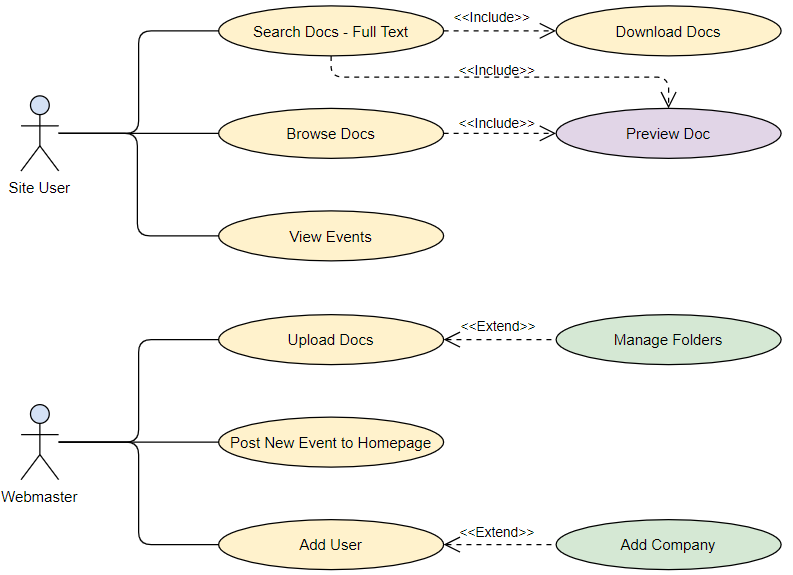 Search Docs - Full Text
<<Include>>
Download Docs
<<Include>>
Site User
Browse Docs
<<Include>>
Preview Doc
View Events
Upload Docs
<<Extend>>
Manage Folders
Webmaster
Post New Event to Homepage
Add User
<<Extend>>
Add Company